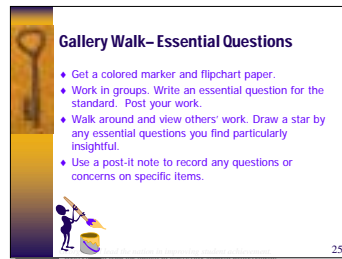 Gallery Walk– Essential Questions
♦ Get a colored marker and flipchart paper.
♦ Work in groups. Write an essential question for the
standard. Post your work.
♦ Walk around and view others' work. Draw a star by
any essential questions you find particularly
insightful.
♦ Use a post-it note to record any questions or
concerns on specific items.
25